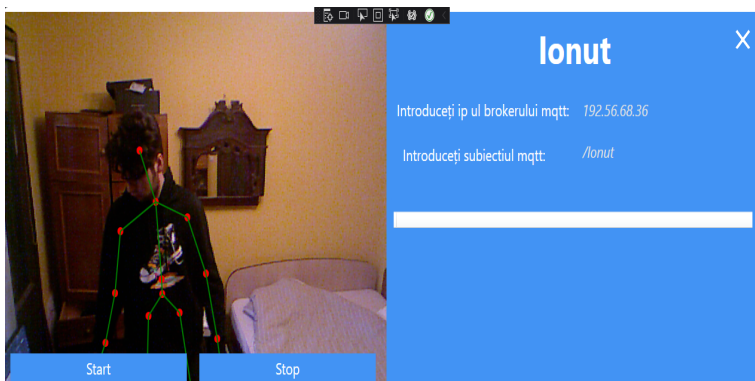 Ionut
X
Introduceți ip ul brokerului mqtt: 192.56.68.36
Introduceți subiectiul mqtt: /Ionut
Start
Stop